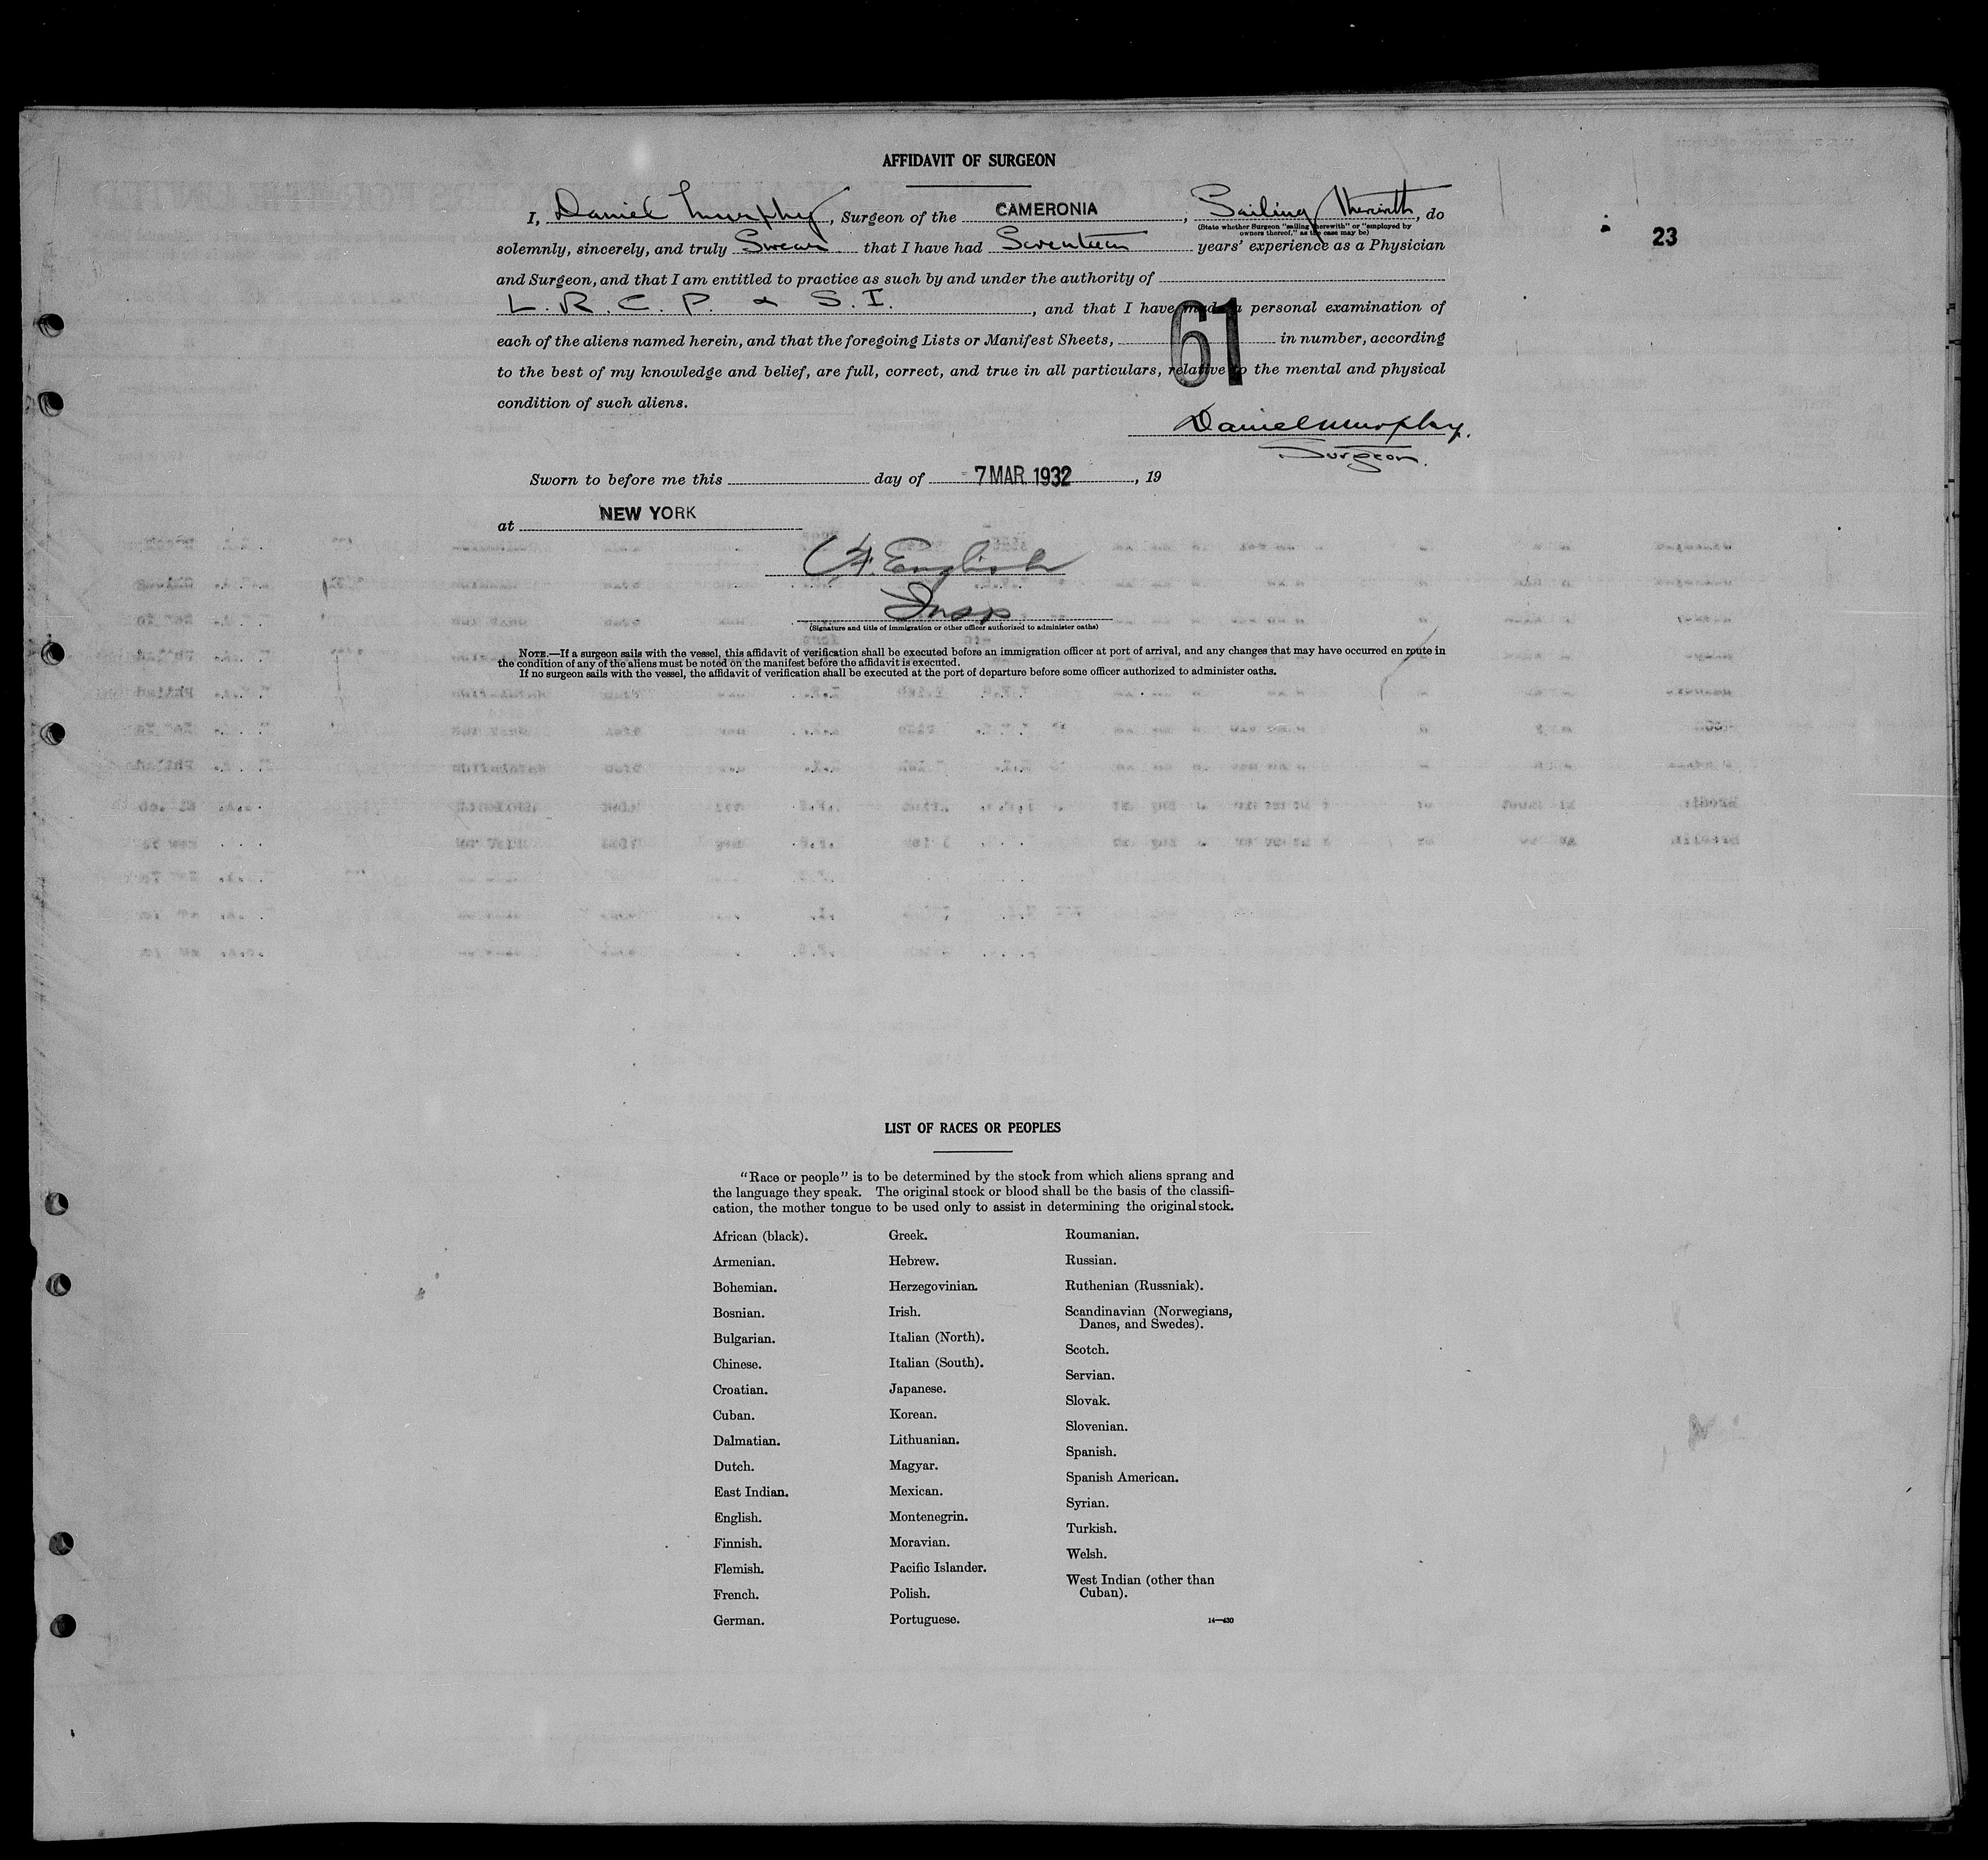 AFFIDAVIT OF SURGEON
I, Daniel Murphy, Surgeon of the CAMERONIA, Sailing therewith, do
(State whether Surgeon "sailing therewith" or "employed by
owners thereof," as the case may be)
23
solemnly, sincerely, and truly Swear that I have had Seventeen years' experience as a Physician
and Surgeon, and that I am entitled to practice as such by and under the authority of
L. R. C. P. & S. I., and that I have made a personal examination of
each of the aliens named herein, and that the foregoing Lists or Manifest Sheets, in number, according
61
to the best of my knowledge and belief, are full, correct, and true in all particulars, relative to the mental and physical
condition of such aliens.
Daniel Murphy.
Surgeon.
Sworn to before me this day of 7 MAR. 1932, 19
at NEW YORK
English
Insp
(Signature and title of immigration or other officer authorized to administer oaths)
NOTE.—If a surgeon sails with the vessel, this affidavit of verification shall be executed before an immigration officer at port of arrival, and any changes that may have occurred en route in
the condition of any of the aliens must be noted on the manifest before the affidavit is executed.
If no surgeon sails with the vessel, the affidavit of verification shall be executed at the port of departure before some officer authorized to administer oaths.
LIST OF RACES OR PEOPLES
"Race or people" is to be determined by the stock from which aliens sprang and
the language they speak. The original stock or blood shall be the basis of the classifi-
cation, the mother tongue to be used only to assist in determining the original stock.
African (black).
Armenian.
Bohemian.
Bosnian.
Bulgarian.
Chinese.
Croatian.
Cuban.
Dalmatian.
Dutch.
East Indian.
English.
Finnish.
Flemish.
French.
German.
Greek.
Hebrew.
Herzegovinian.
Irish.
Italian (North).
Italian (South).
Japanese.
Korean.
Lithuanian.
Magyar.
Mexican.
Montenegrin.
Moravian.
Pacific Islander.
Polish.
Portuguese.
Roumanian.
Russian.
Ruthenian (Russniak).
Scandinavian (Norwegians,
Danes, and Swedes).
Scotch.
Servian.
Slovak.
Slovenian.
Spanish.
Spanish American.
Syrian.
Turkish.
Welsh.
West Indian (other than
Cuban).
14—430